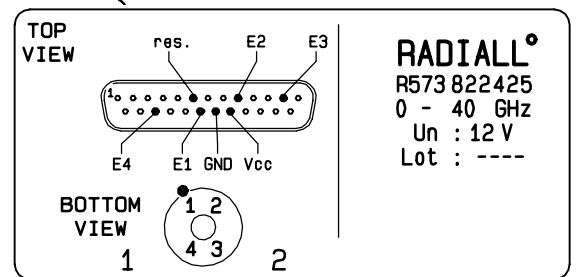 TOP
VIEW
res.
E2
E3
1
E4
E1
GND
Vcc
BOTTOM
VIEW
1 2
4 3
1
2
RADIALL°
R573 822425
0 - 40 GHz
Un : 12 V
Lot : ----